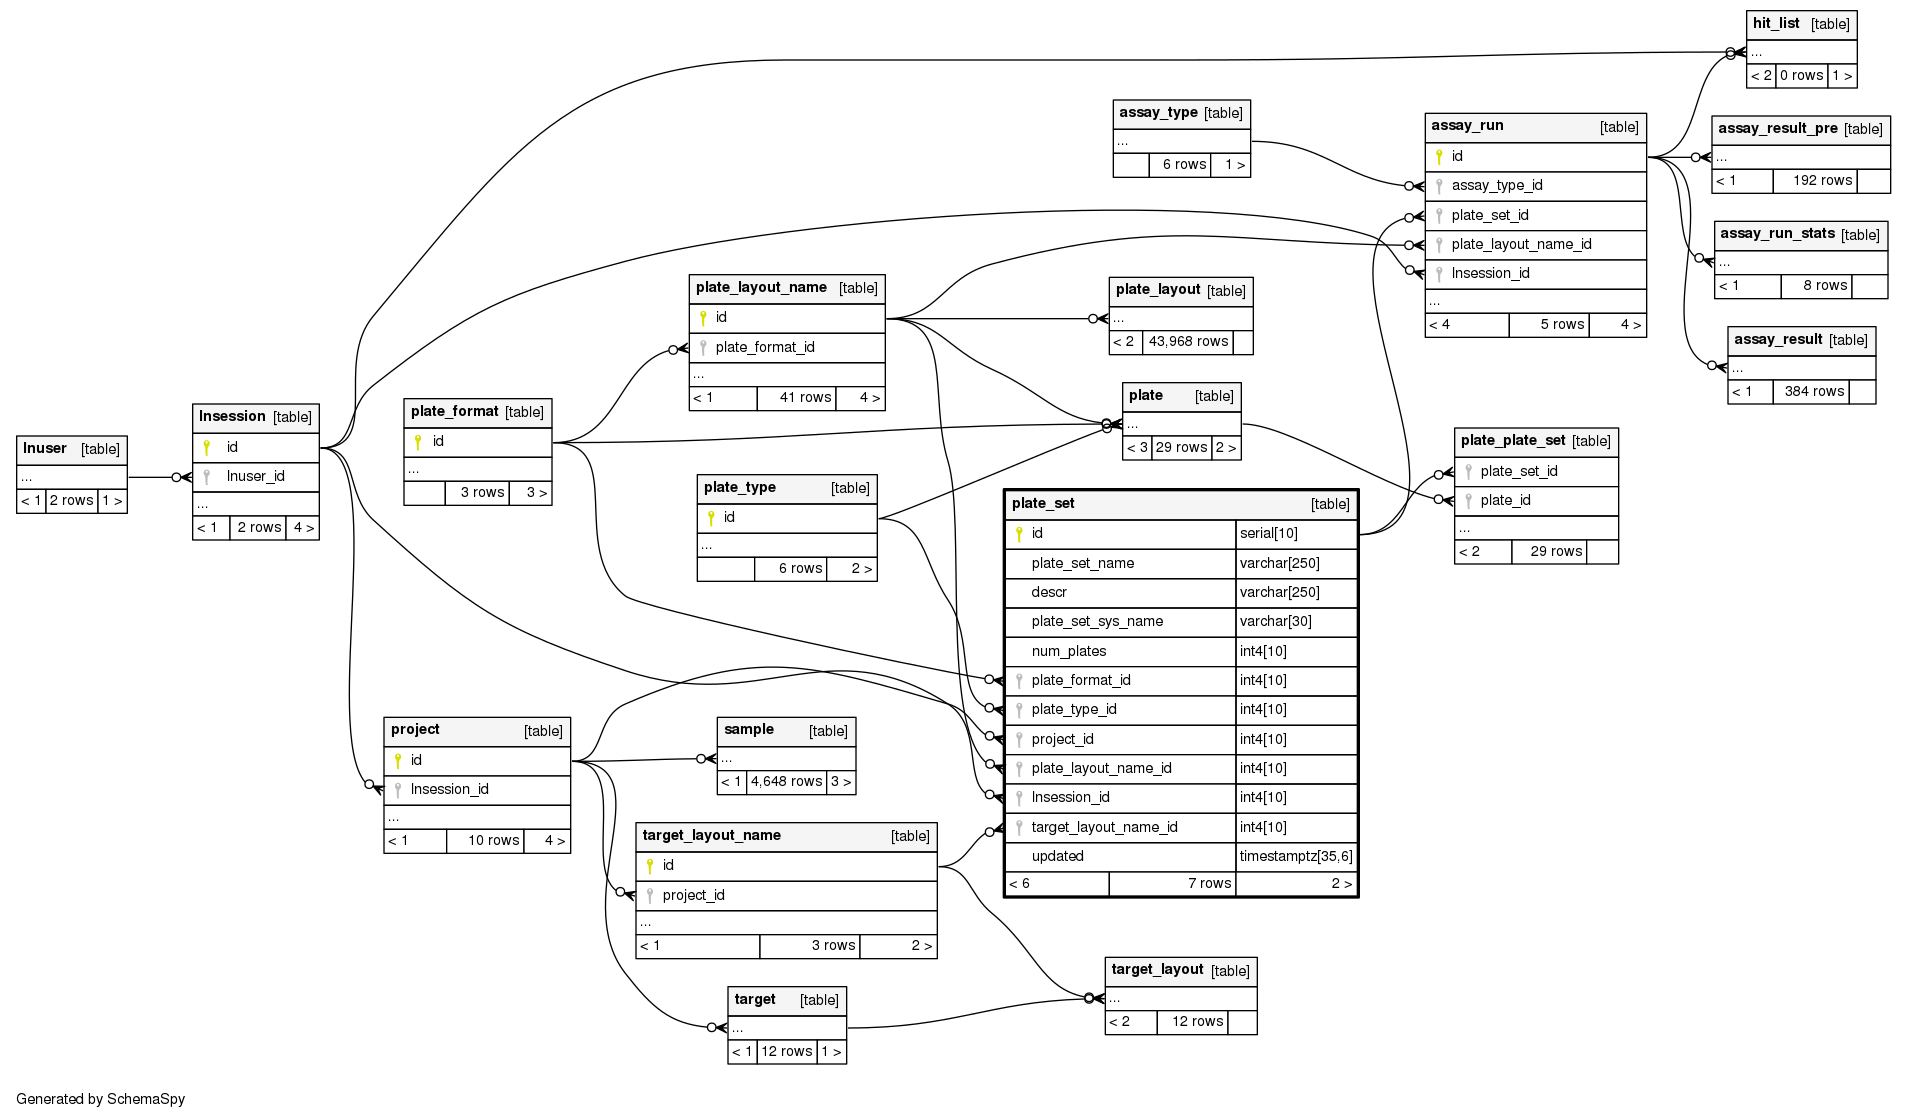 hit_list [table]
...
< 2 0 rows 1 >
assay_type [table]
...
6 rows 1 >
assay_run [table]
id
assay_type_id
plate_set_id
plate_layout_name_id
lnsession_id
...
< 4 5 rows 4 >
assay_result_pre [table]
...
< 1 192 rows
assay_run_stats [table]
...
< 1 8 rows
assay_result [table]
...
< 1 384 rows
plate_layout_name [table]
id
plate_format_id
...
< 1 41 rows 4 >
plate_layout [table]
...
< 2 43,968 rows
plate [table]
...
< 3 29 rows 2 >
plate_format [table]
id
...
3 rows 3 >
lnsession [table]
id
lnuser_id
...
< 1 2 rows 4 >
lnuser [table]
...
< 1 2 rows 1 >
plate_type [table]
id
...
6 rows 2 >
plate_plate_set [table]
plate_set_id
plate_id
...
< 2 29 rows
plate_set [table]
id serial[10]
plate_set_name varchar[250]
descr varchar[250]
plate_set_sys_name varchar[30]
num_plates int4[10]
plate_format_id int4[10]
plate_type_id int4[10]
project_id int4[10]
plate_layout_name_id int4[10]
lnsession_id int4[10]
target_layout_name_id int4[10]
updated timestamptz[35,6]
< 6 7 rows 2 >
project [table]
id
lnsession_id
...
< 1 10 rows 4 >
sample [table]
...
< 1 4,648 rows 3 >
target_layout_name [table]
id
project_id
...
< 1 3 rows 2 >
target_layout [table]
...
< 2 12 rows
target [table]
...
< 1 12 rows 1 >
Generated by SchemaSpy